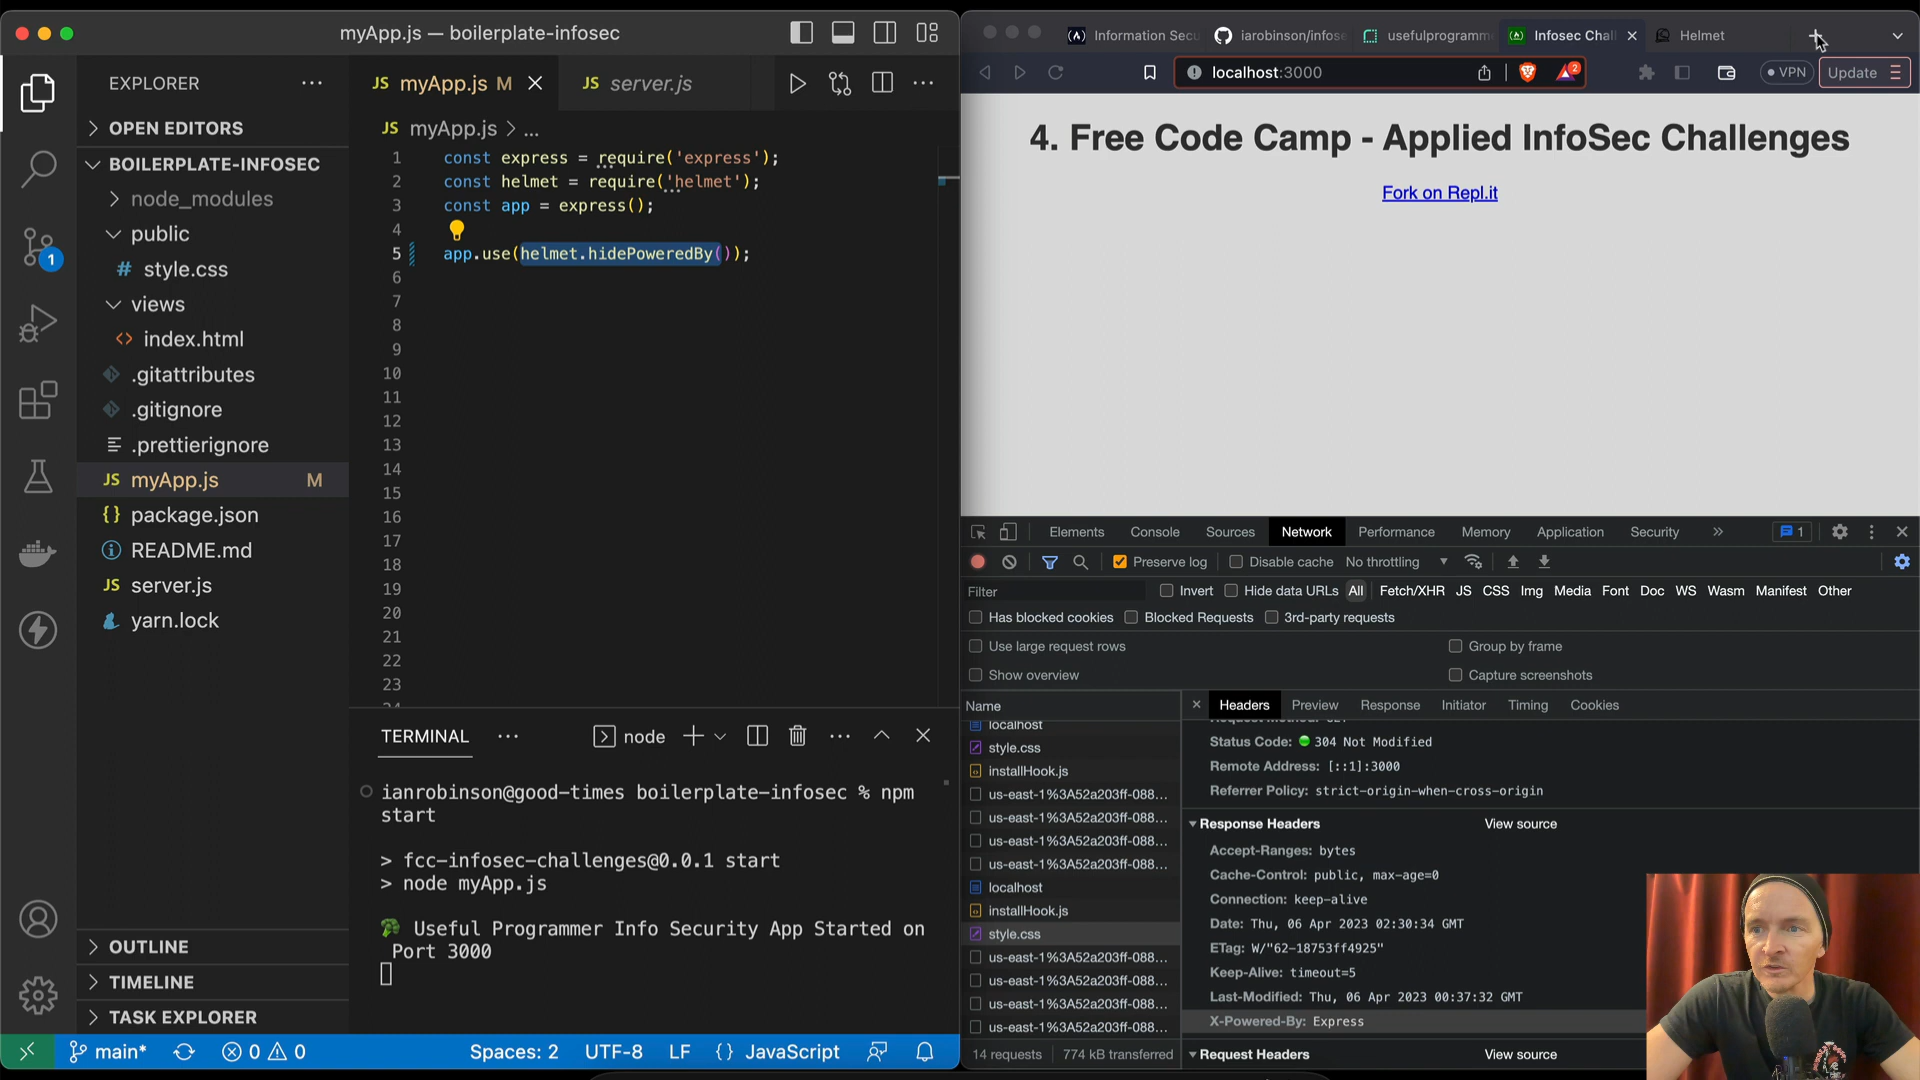 myApp.js — boilerplate-infosec
EXPLORER
OPEN EDITORS
BOILERPLATE-INFOSEC
node_modules
public
# style.css
views
<> index.html
.gitattributes
.gitignore
.prettierignore
JS myApp.js M
{} package.json
README.md
JS server.js
yarn.lock
OUTLINE
TIMELINE
TASK EXPLORER
1
JS myApp.js M
JS server.js
JS myApp.js > ...
1 const express = require('express');
2 const helmet = require('helmet');
3 const app = express();
4
5 app.use(helmet.hidePoweredBy());
6
7
8
9
10
11
12
13
14
15
16
17
18
19
20
21
22
23
24
TERMINAL
node
ianrobinson@good-times boilerplate-infosec % npm
start
> fcc-infosec-challenges@0.0.1 start
> node myApp.js
Useful Programmer Info Security App Started on
Port 3000
main*
0 0
Spaces: 2
UTF-8
LF
{} JavaScript
Information Secu
iarobinson/infose
usefulprogramme
Infosec Chal
Helmet
localhost:3000
2
VPN
Update
4. Free Code Camp - Applied InfoSec Challenges
Fork on Repl.it
Elements Console Sources Network Performance Memory Application Security » 1
Preserve log Disable cache No throttling
Filter Invert Hide data URLs All Fetch/XHR JS CSS Img Media Font Doc WS Wasm Manifest Other
Has blocked cookies Blocked Requests 3rd-party requests
Use large request rows Group by frame
Show overview Capture screenshots
Name
localhost
style.css
installHook.js
us-east-1%3A52a203ff-088...
us-east-1%3A52a203ff-088...
us-east-1%3A52a203ff-088...
us-east-1%3A52a203ff-088...
localhost
installHook.js
style.css
us-east-1%3A52a203ff-088...
us-east-1%3A52a203ff-088...
us-east-1%3A52a203ff-088...
us-east-1%3A52a203ff-088...
14 requests 774 kB transferred
Headers Preview Response Initiator Timing Cookies
Request Method: GET
Status Code: 304 Not Modified
Remote Address: [::1]:3000
Referrer Policy: strict-origin-when-cross-origin
Response Headers View source
Accept-Ranges: bytes
Cache-Control: public, max-age=0
Connection: keep-alive
Date: Thu, 06 Apr 2023 02:30:34 GMT
ETag: W/"62-18753ff4925"
Keep-Alive: timeout=5
Last-Modified: Thu, 06 Apr 2023 00:37:32 GMT
X-Powered-By: Express
Request Headers View source